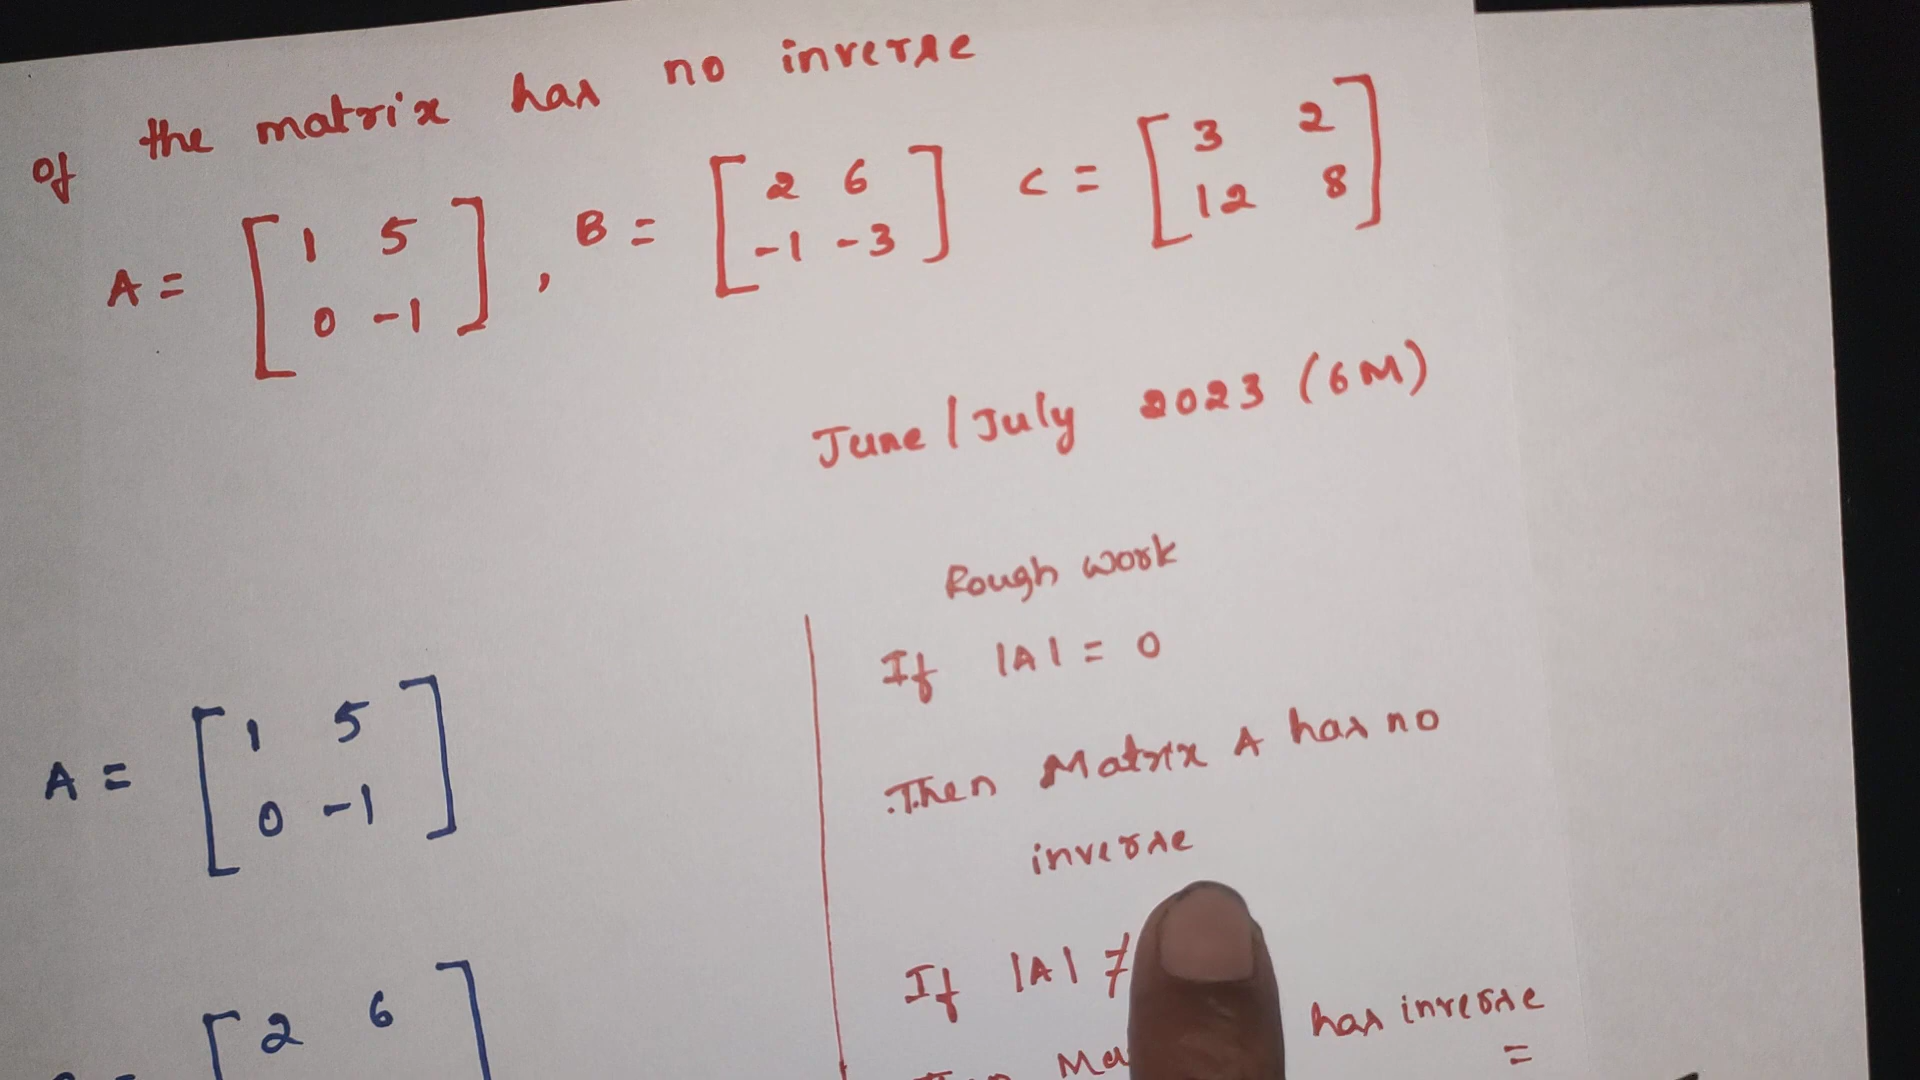 of the matrix has no inverse
A = [ 1 5
0 -1 ] , B = [ 2 6
-1 -3 ] C = [ 3 2
12 8 ]
June / July 2023 (6M)
Rough work
If |A| = 0
Then Matrix A has no
inverse
If |A| ≠
has inverse
=
A = [ 1 5
0 -1 ]
[ 2 6 ]